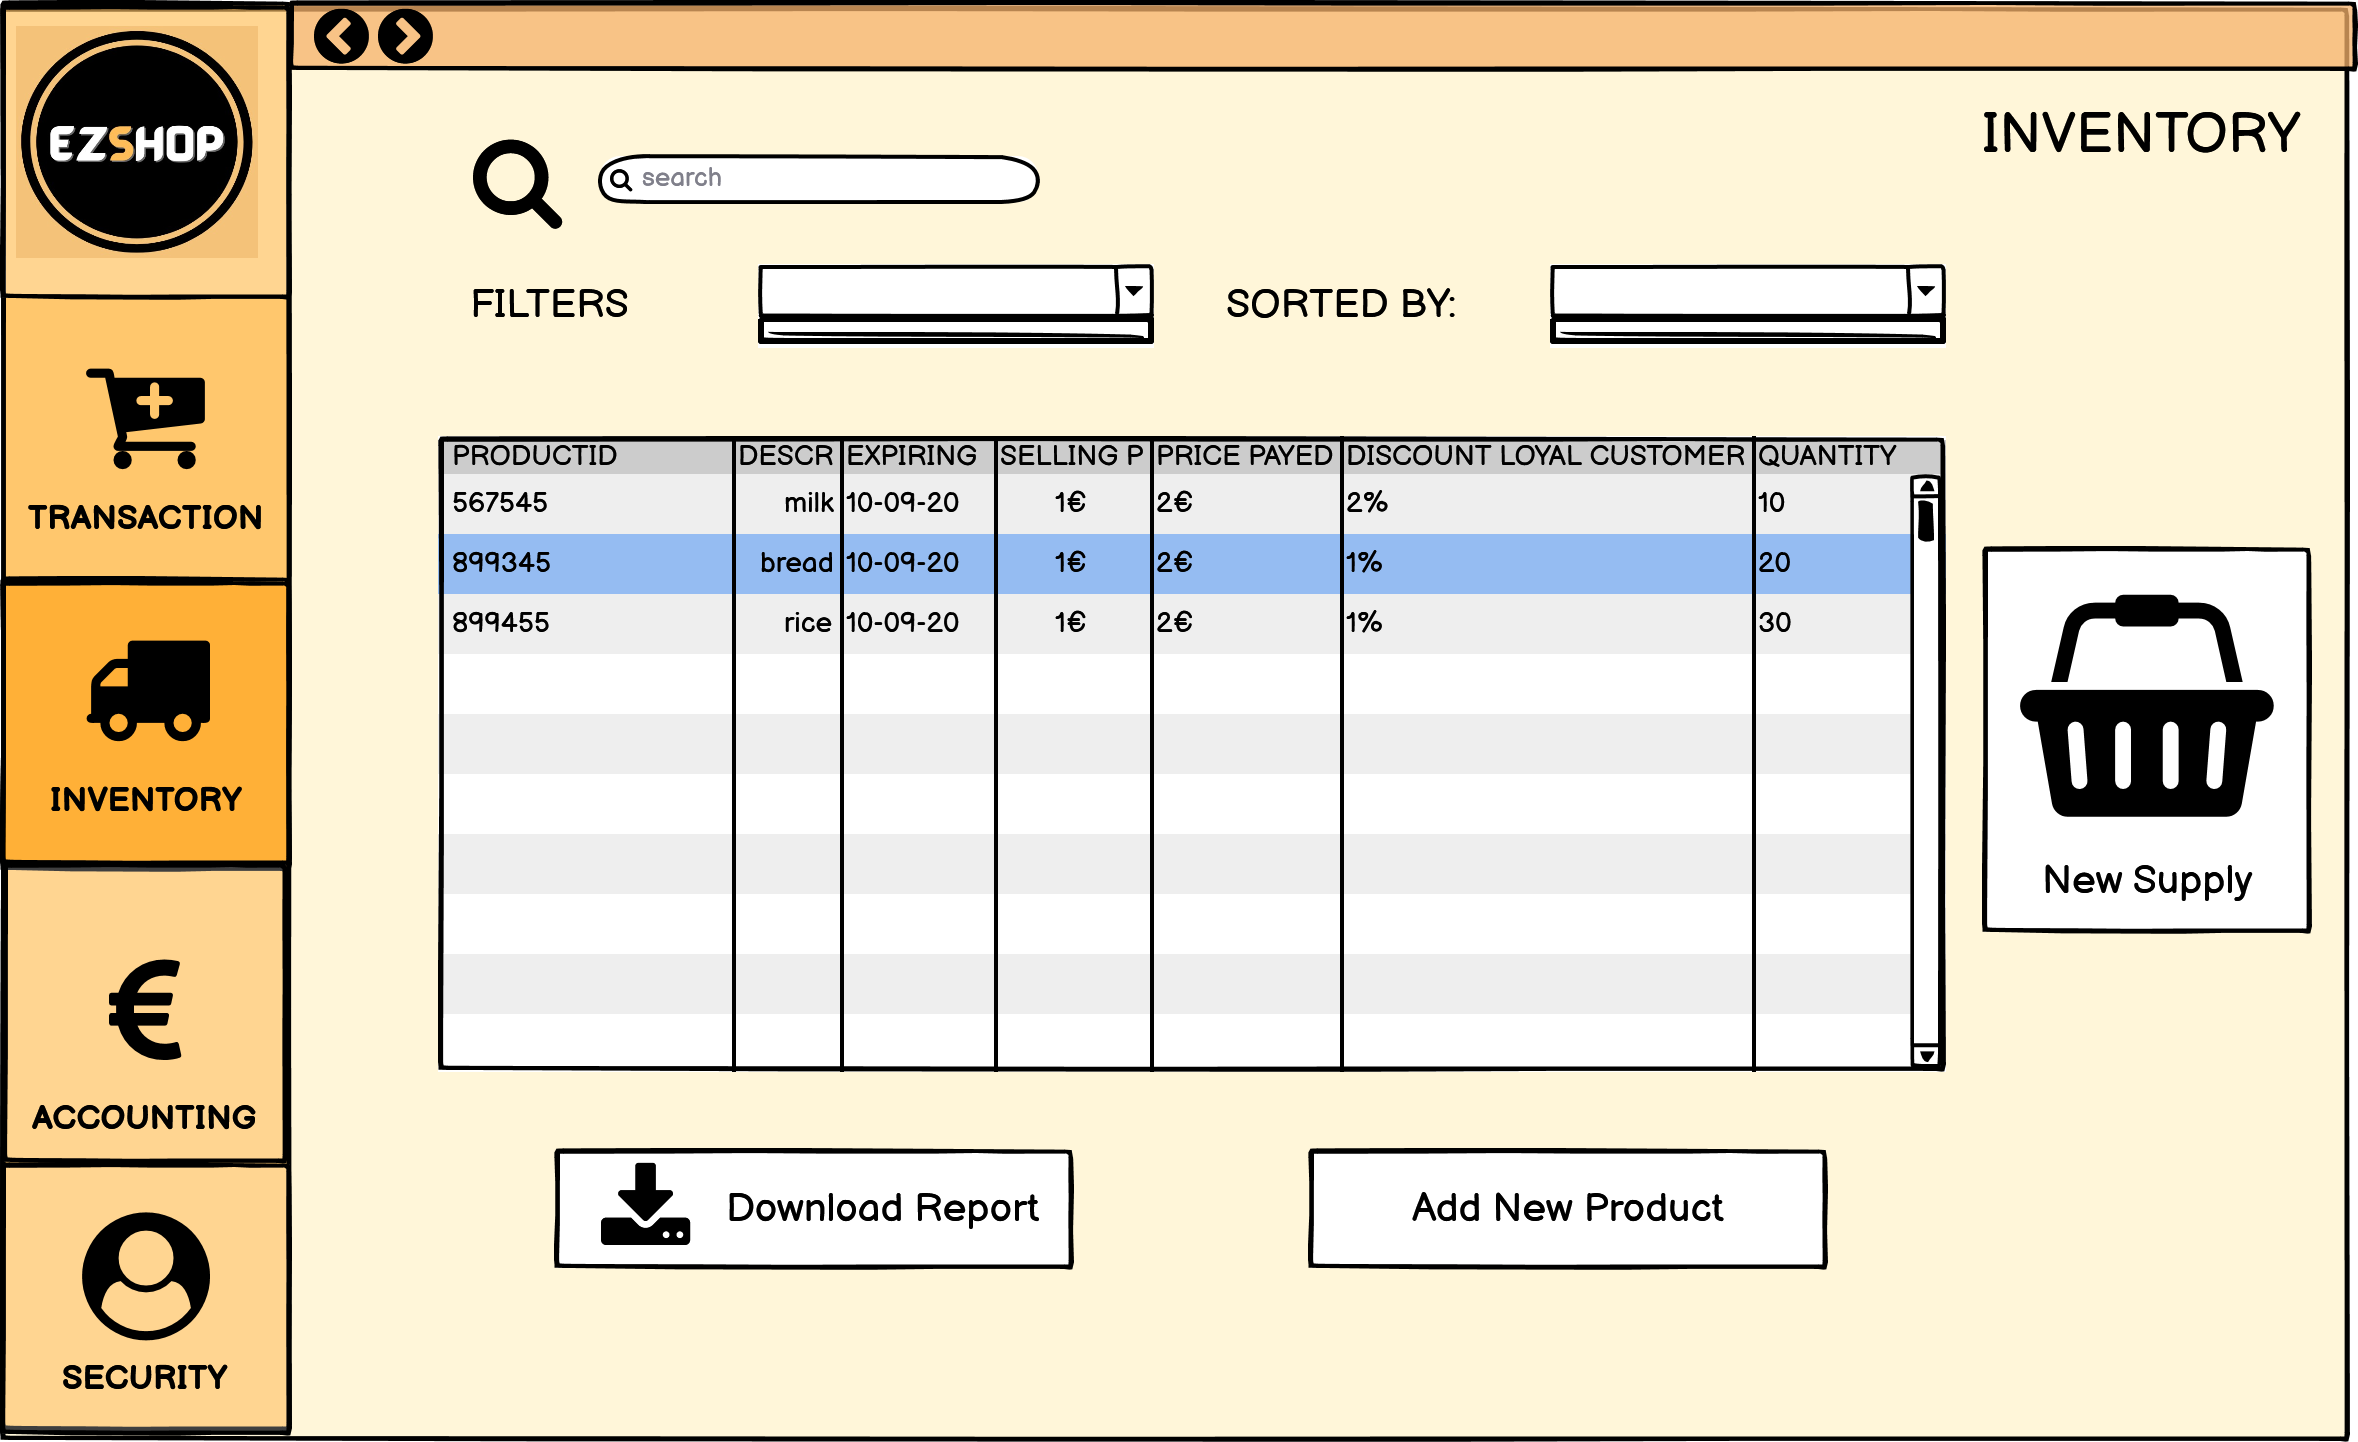 EZSHOP
TRANSACTION
INVENTORY
ACCOUNTING
SECURITY
INVENTORY
search
FILTERS
SORTED BY:
PRODUCTID DESCR EXPIRING SELLING P PRICE PAYED DISCOUNT LOYAL CUSTOMER QUANTITY
567545 milk 10-09-20 1€ 2€ 2% 10
899345 bread 10-09-20 1€ 2€ 1% 20
899455 rice 10-09-20 1€ 2€ 1% 30
New Supply
Download Report
Add New Product